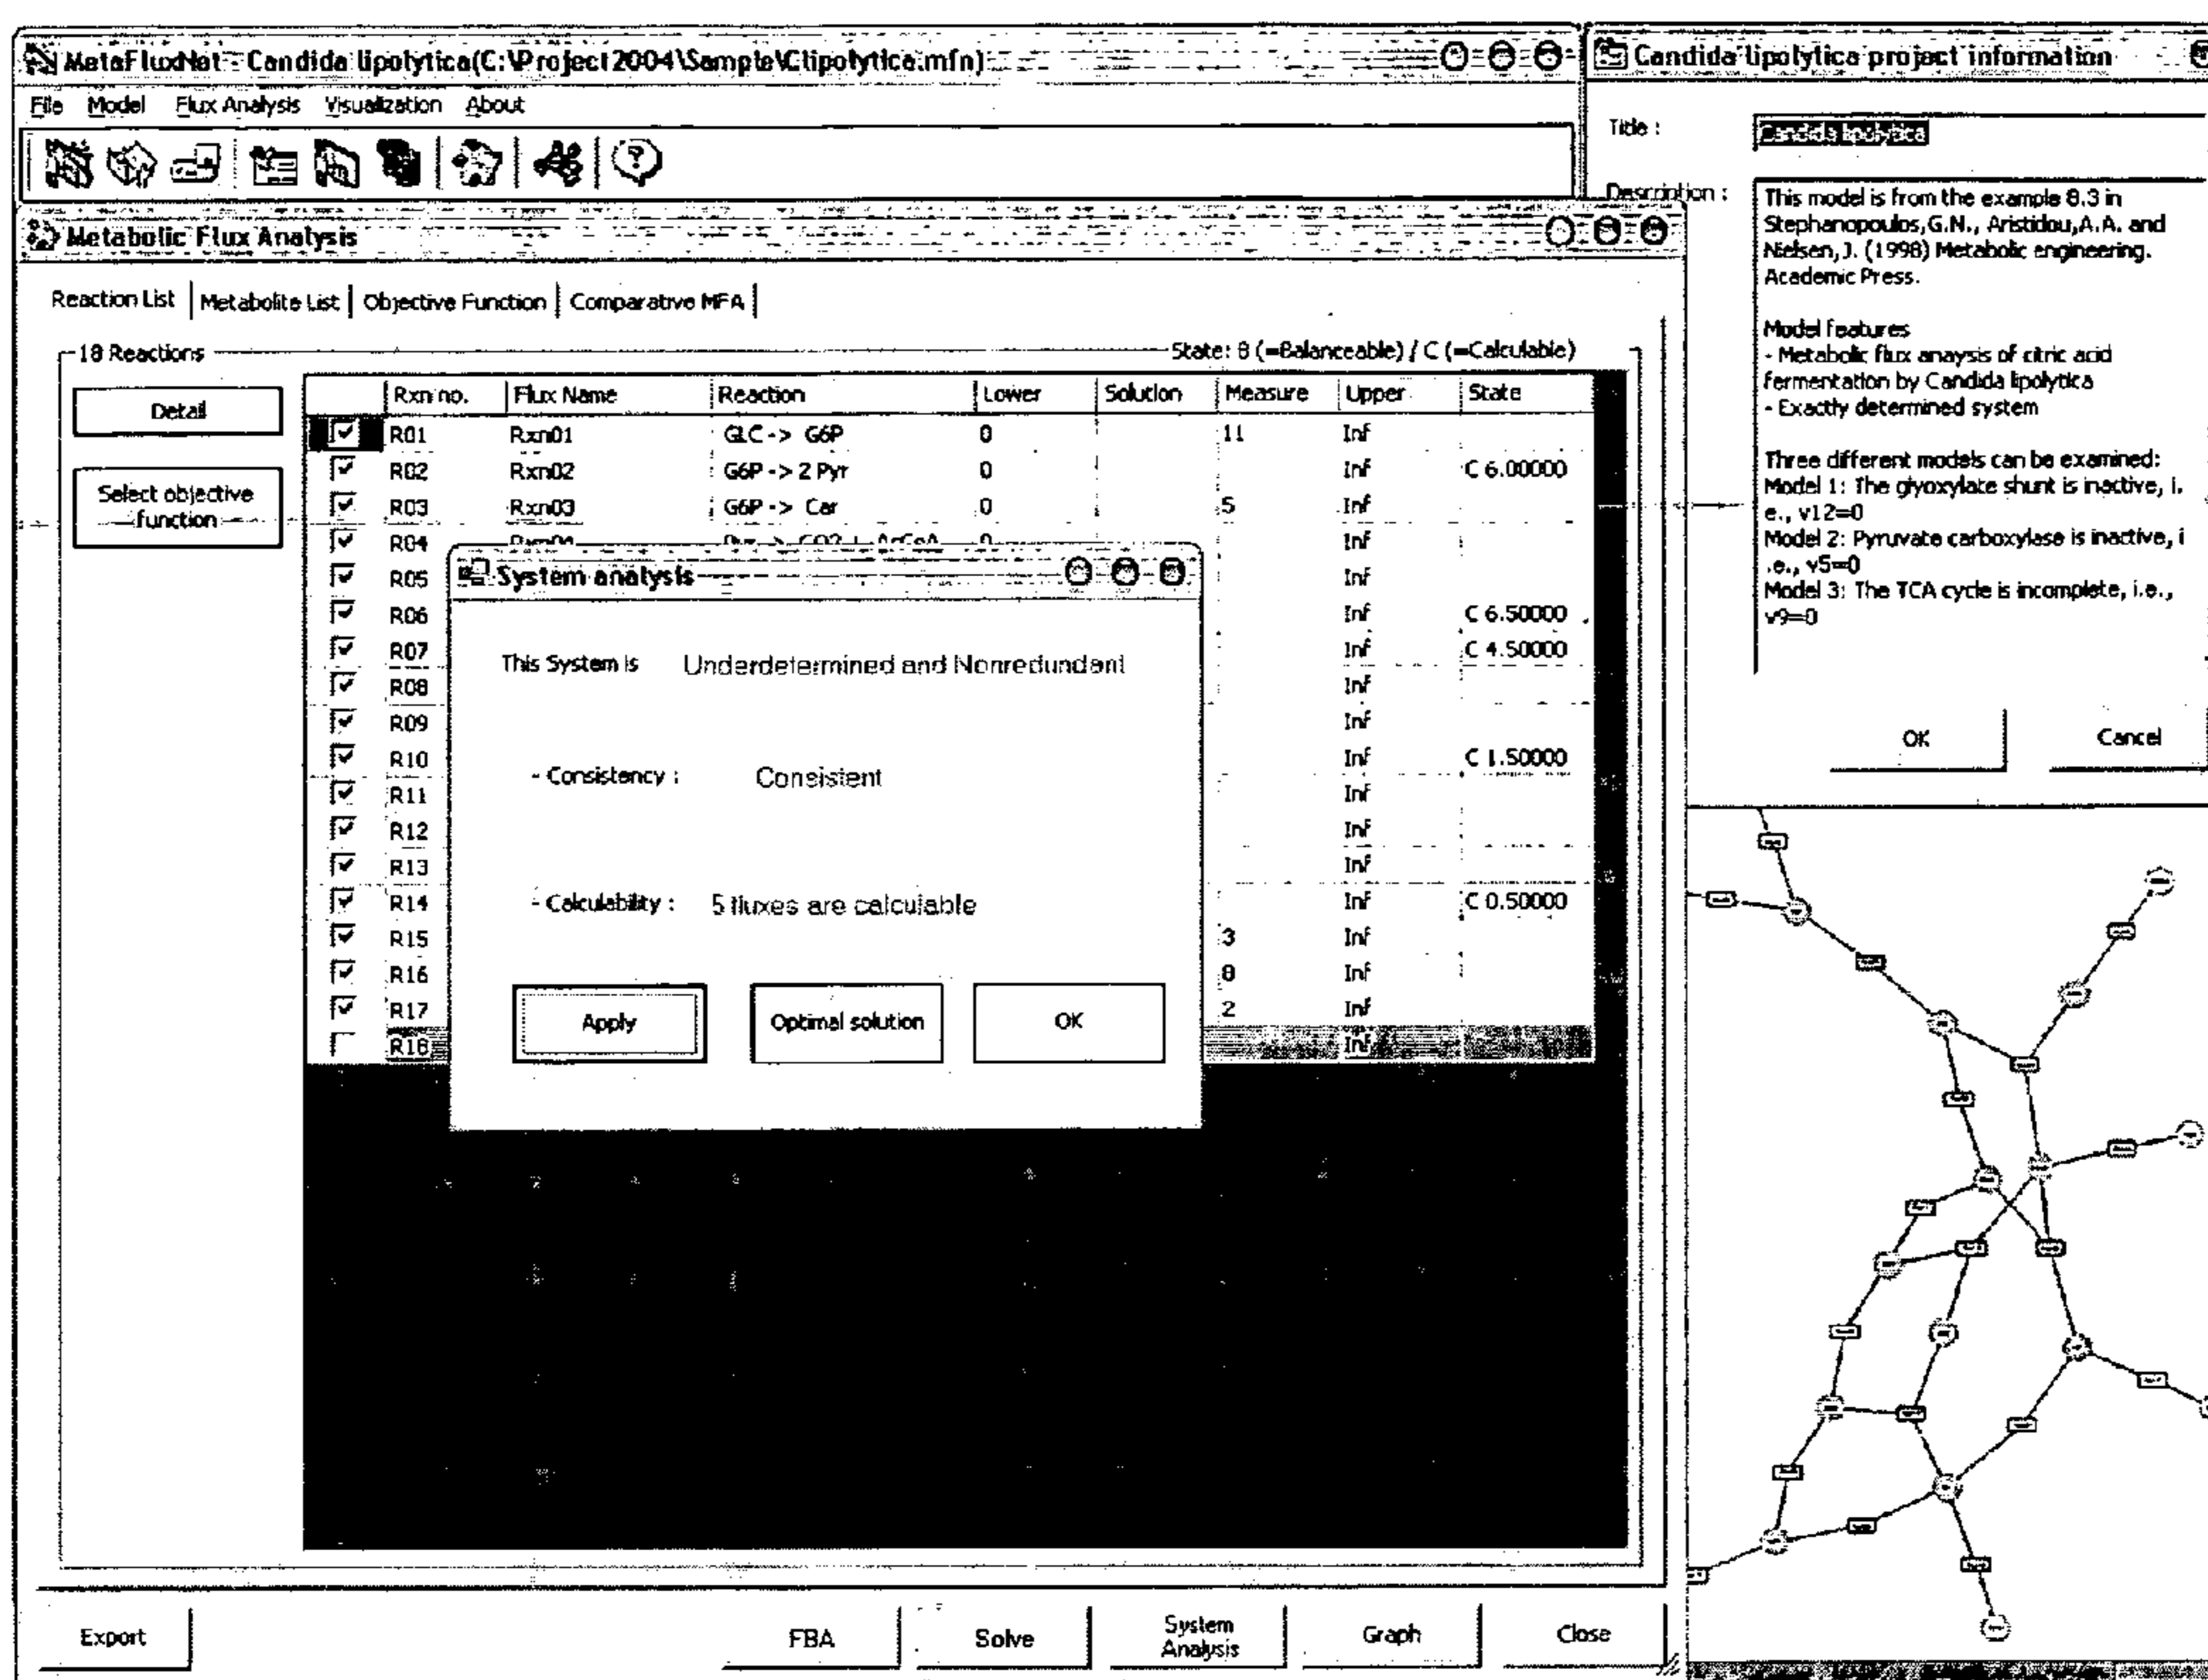 MetaFluxNet - Candida lipolytica(C:\Project2004\Sample\Clipolytica.mfn)
File Model Flux Analysis Visualization About
Metabolic Flux Analysis
Reaction List Metabolite List Objective Function Comparative MFA
18 Reactions State: B (=Balanceable) / C (=Calculable)
Detail
Select objective
function
Rxn no. Flux Name Reaction Lower Solution Measure Upper State
R01 Rxn01 GLC -> G6P 0 11 Inf
R02 Rxn02 G6P -> 2 Pyr 0 Inf C 6.00000
R03 Rxn03 G6P -> Car 0 5 Inf
R04 Inf
R05 Inf
R06 Inf C 6.50000
R07 Inf C 4.50000
R08 Inf
R09 Inf
R10 Inf C 1.50000
R11 Inf
R12 Inf
R13 Inf
R14 Inf C 0.50000
R15 3 Inf
R16 8 Inf
R17 2 Inf
R18 Inf
System analysis
This System is Underdetermined and Nonredundant
- Consistency : Consistent
- Calculability : 5 fluxes are calculable
Apply Optimal solution OK
Export FBA Solve System
Analysis Graph Close
Candida lipolytica project information
Title : Candida lipolytica
Description : This model is from the example 8.3 in
Stephanopoulos,G.N., Aristidou,A.A. and
Nielsen,J. (1998) Metabolic engineering.
Academic Press.
Model features
- Metabolic flux anaysis of citric acid
fermentation by Candida lipolytica
- Exactly determined system
Three different models can be examined:
Model 1: The glyoxylate shunt is inactive, i.
e., v12=0
Model 2: Pyruvate carboxylase is inactive, i
.e., v5=0
Model 3: The TCA cycle is incomplete, i.e.,
v9=0
OK Cancel